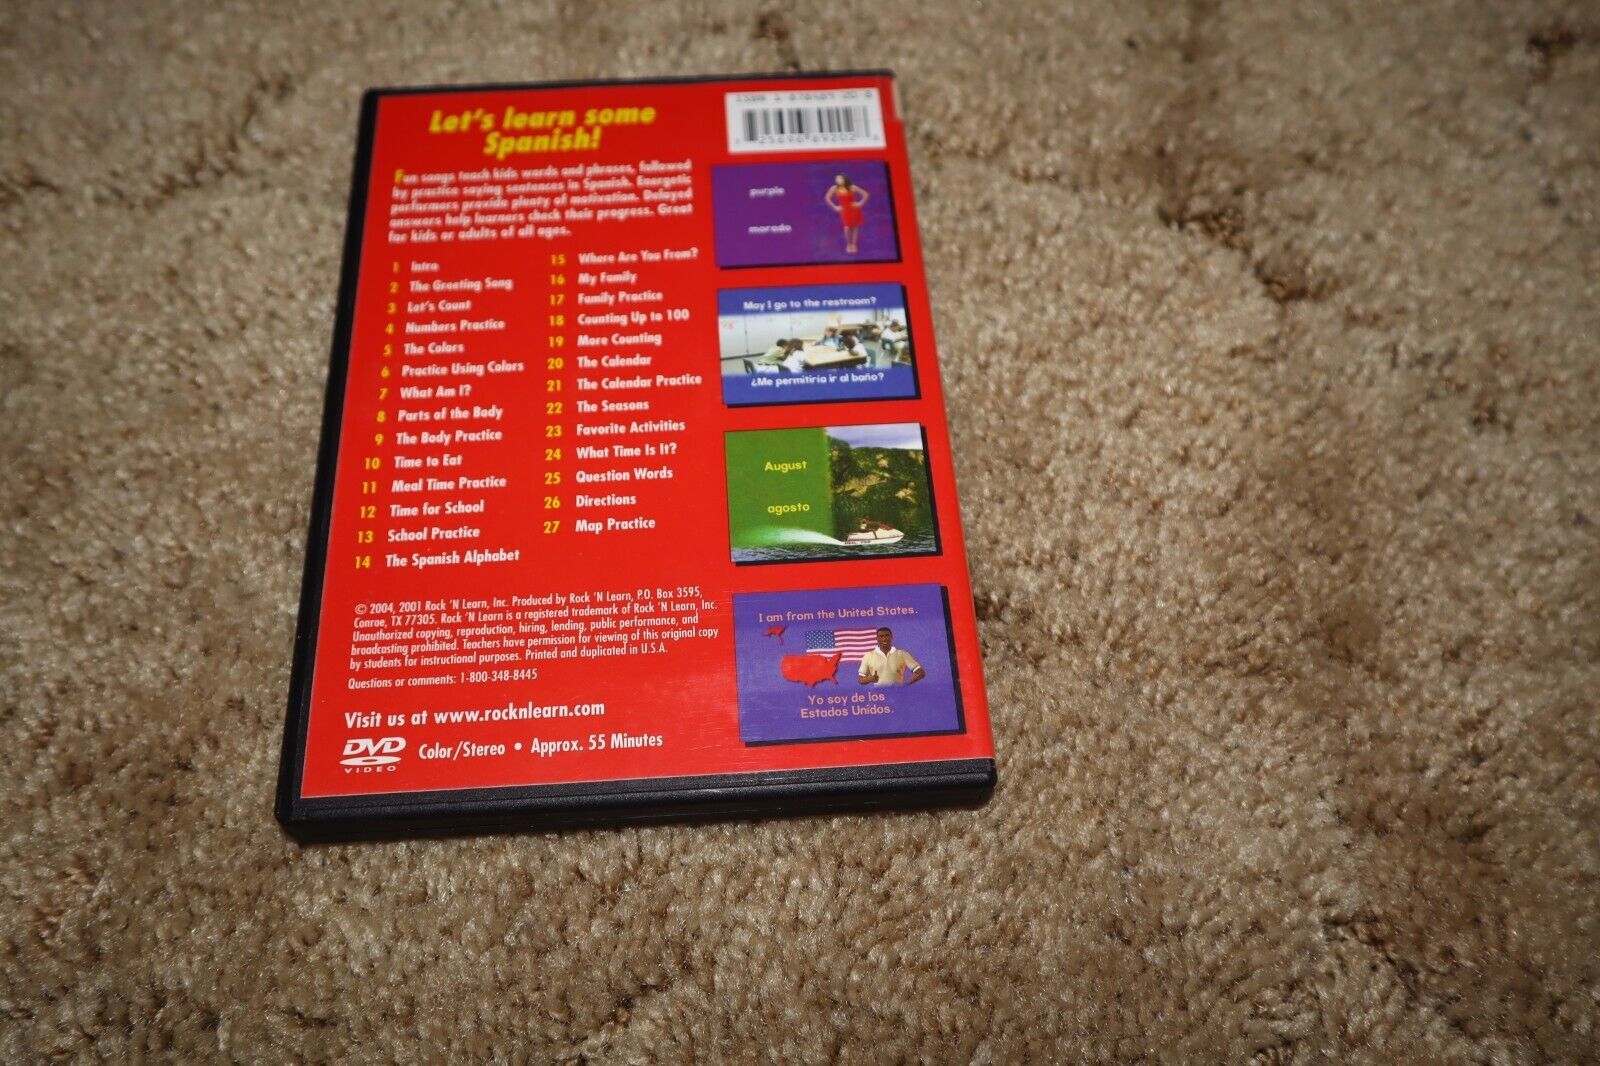 Let's learn some
Spanish!
Fun songs teach kids words and phrases, followed
by practice saying sentences in Spanish. Energetic
performers provide plenty of motivation. Delayed
answers help learners check their progress. Great
for kids or adults of all ages.
1 Intro
2 The Greeting Song
3 Let's Count
4 Numbers Practice
5 The Colors
6 Practice Using Colors
7 What Am I?
8 Parts of the Body
9 The Body Practice
10 Time to Eat
11 Meal Time Practice
12 Time for School
13 School Practice
14 The Spanish Alphabet
15 Where Are You From?
16 My Family
17 Family Practice
18 Counting Up to 100
19 More Counting
20 The Calendar
21 The Calendar Practice
22 The Seasons
23 Favorite Activities
24 What Time Is It?
25 Question Words
26 Directions
27 Map Practice
© 2004, 2001 Rock 'N Learn, Inc. Produced by Rock 'N Learn, P.O. Box 3595,
Conroe, TX 77305. Rock 'N Learn is a registered trademark of Rock 'N Learn, Inc.
Unauthorized copying, reproduction, hiring, lending, public performance, and
broadcasting prohibited. Teachers have permission for viewing of this original copy
by students for instructional purposes. Printed and duplicated in U.S.A.
Questions or comments: 1-800-348-8445
Visit us at www.rocknlearn.com
DVD
VIDEO
Color/Stereo • Approx. 55 Minutes
purple
morado
May I go to the restroom?
¿Me permitiria ir al baño?
August
agosto
I am from the United States.
Yo soy de los
Estados Unidos.